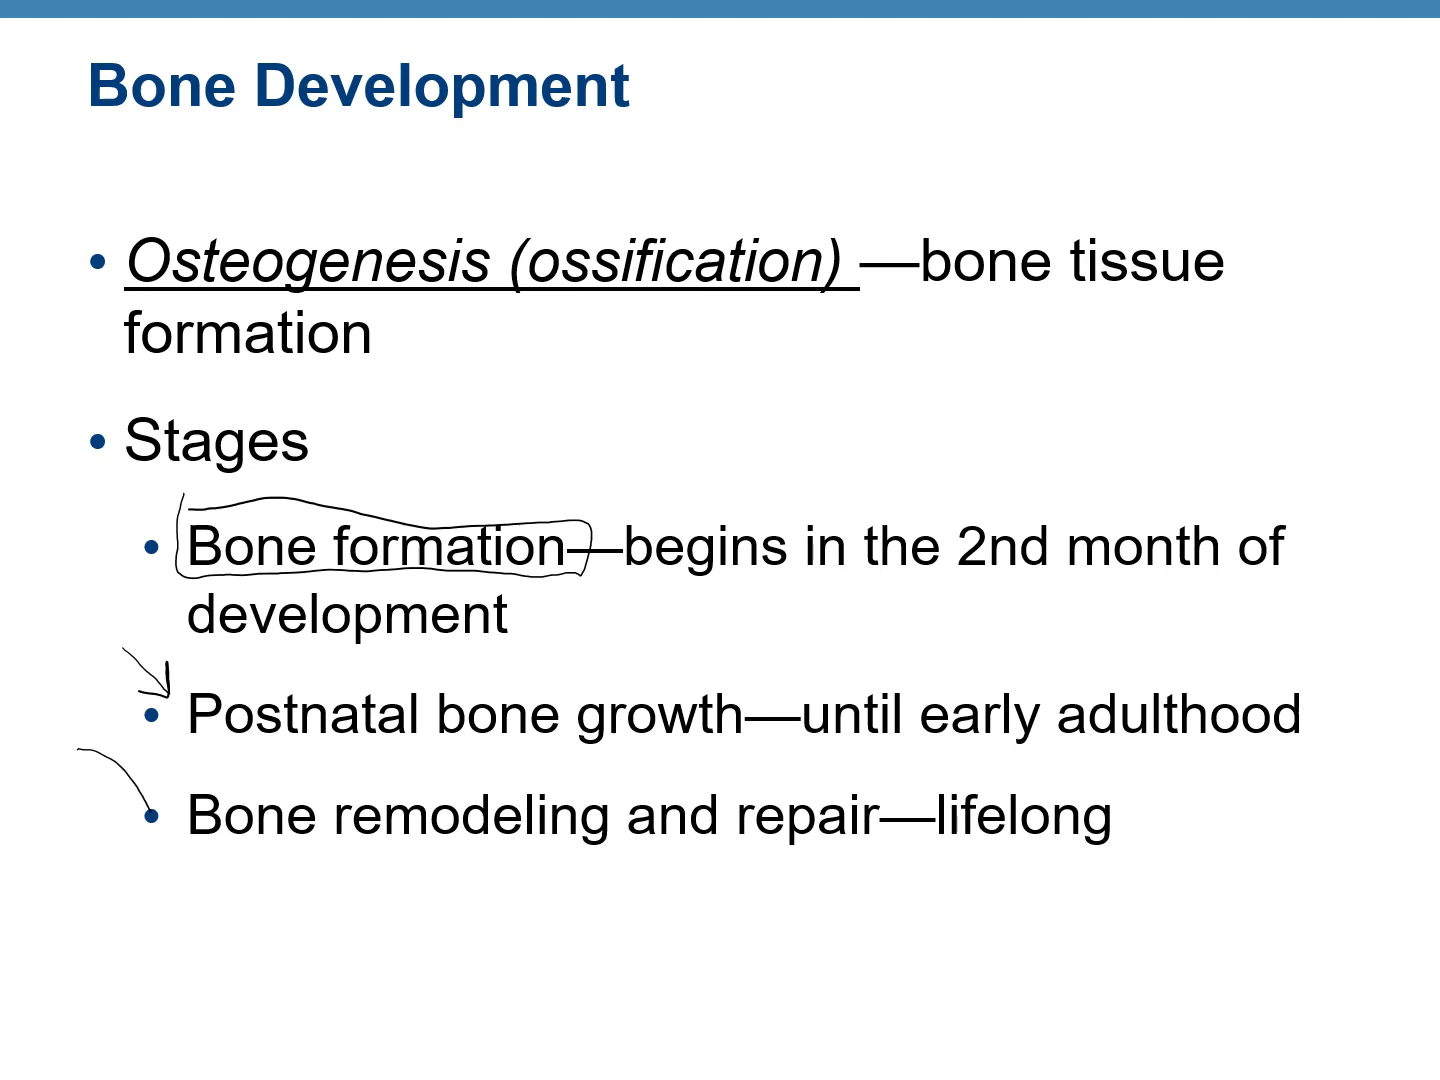 Bone Development
• Osteogenesis (ossification) —bone tissue
formation
• Stages
• Bone formation—begins in the 2nd month of
development
• Postnatal bone growth—until early adulthood
• Bone remodeling and repair—lifelong